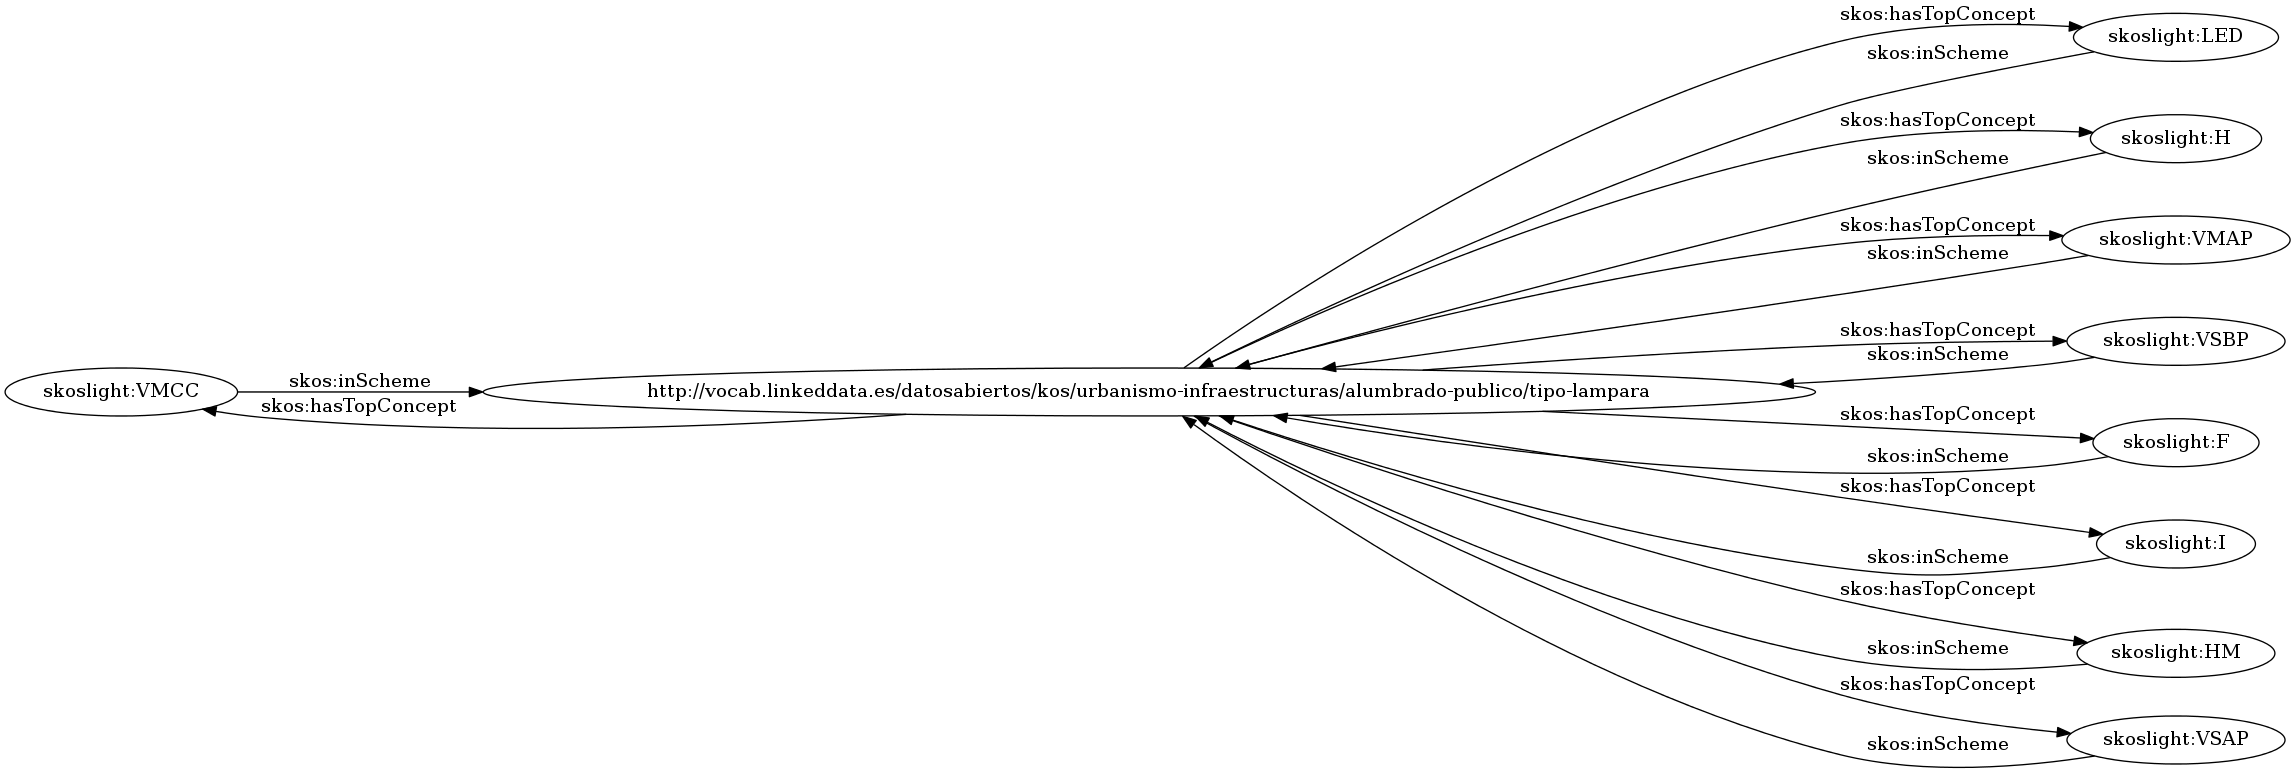 skos:hasTopConcept
skoslight:LED
skos:inScheme
skos:hasTopConcept
skoslight:H
skos:inScheme
skos:hasTopConcept
skoslight:VMAP
skos:inScheme
skos:hasTopConcept
skoslight:VSBP
skos:inScheme
skoslight:VMCC
skos:inScheme
skos:hasTopConcept
http://vocab.linkeddata.es/datosabiertos/kos/urbanismo-infraestructuras/alumbrado-publico/tipo-lampara
skos:hasTopConcept
skoslight:F
skos:inScheme
skos:hasTopConcept
skoslight:I
skos:inScheme
skos:hasTopConcept
skos:inScheme
skoslight:HM
skos:hasTopConcept
skoslight:VSAP
skos:inScheme